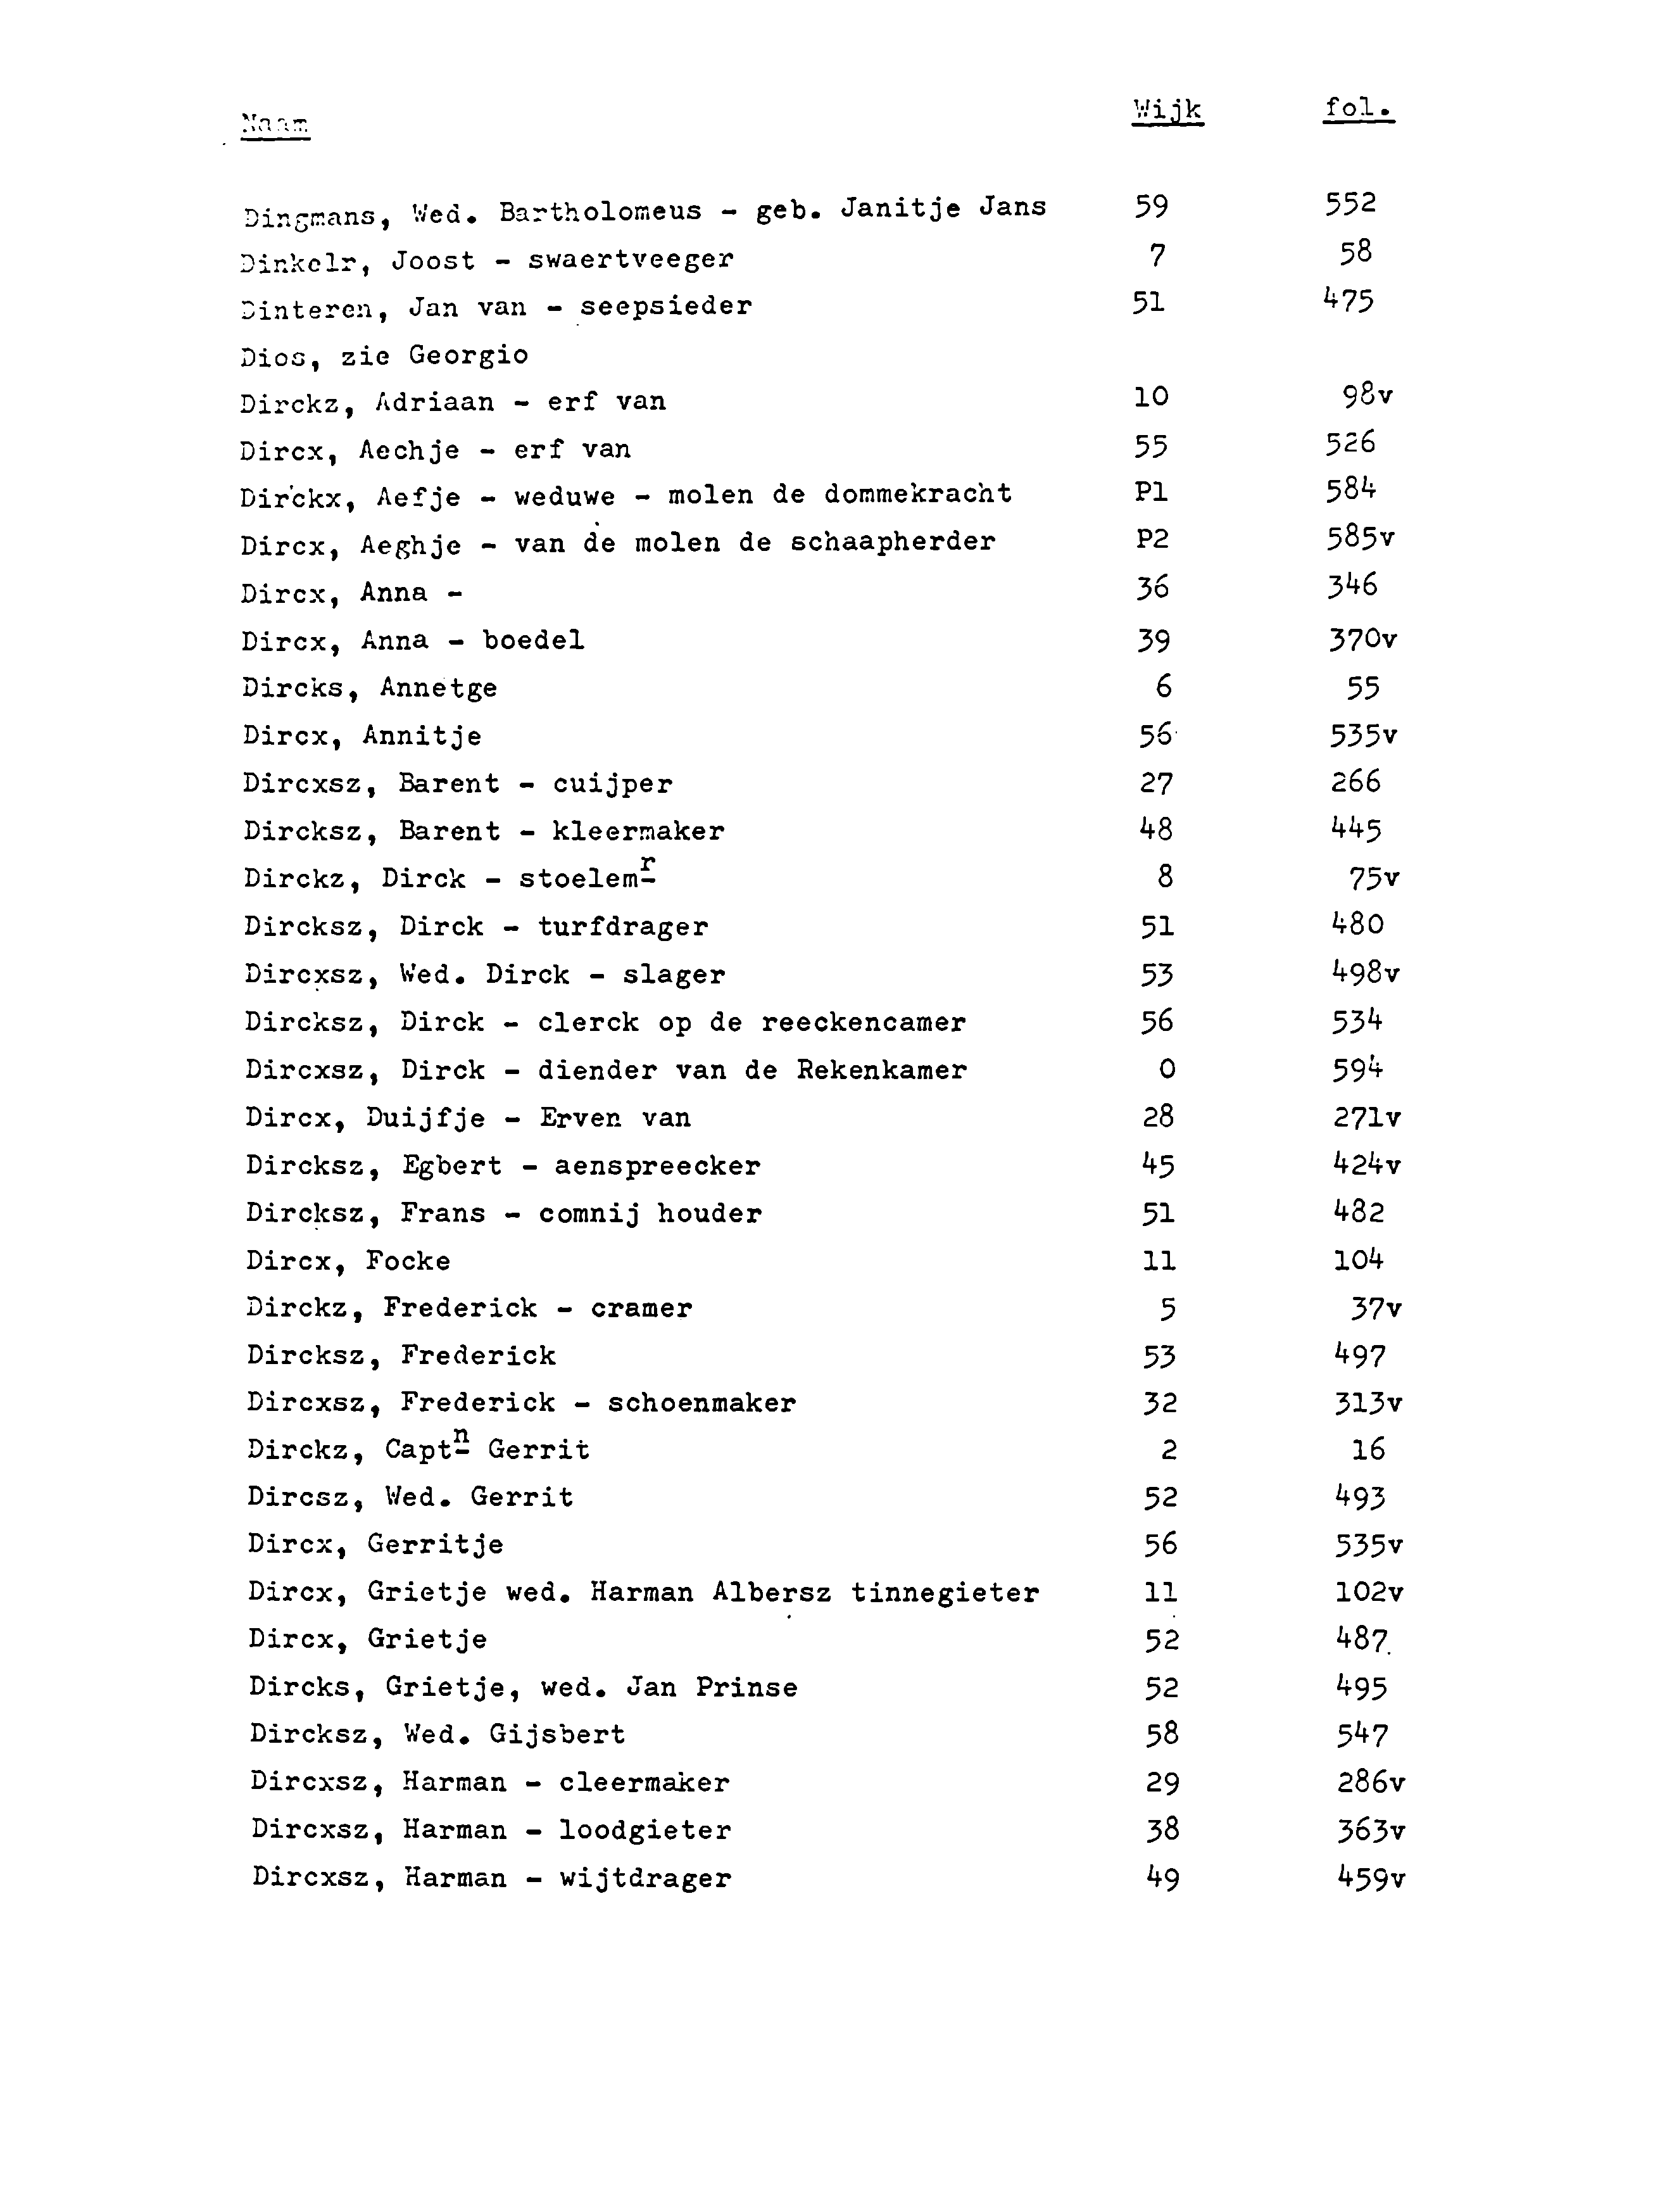 Naam Wijk fol.
Dingmans, Wed. Bartholomeus - geb. Janitje Jans 59 552
Dinkelr, Joost - swaertveeger 7 58
Dinteren, Jan van - seepsieder 51 475
Dios, zie Georgio
Dirckz, Adriaan - erf van 10 98v
Dircx, Aechje - erf van 55 526
Dirckx, Aefje - weduwe - molen de dommekracht P1 584
Dircx, Aeghje - van de molen de schaapherder P2 585v
Dircx, Anna - 36 346
Dircx, Anna - boedel 39 370v
Dircks, Annetge 6 55
Dircx, Annitje 56 535v
Dircxsz, Barent - cuijper 27 266
Dircksz, Barent - kleermaker 48 445
Dirckz, Dirck - stoelemr 8 75v
Dircksz, Dirck - turfdrager 51 480
Dircxsz, Wed. Dirck - slager 53 498v
Dircksz, Dirck - clerck op de reeckencamer 56 534
Dircxsz, Dirck - diender van de Rekenkamer 0 594
Dircx, Duijfje - Erven van 28 271v
Dircksz, Egbert - aenspreecker 45 424v
Dircksz, Frans - comnij houder 51 482
Dircx, Focke 11 104
Dirckz, Frederick - cramer 5 37v
Dircksz, Frederick 53 497
Dircxsz, Frederick - schoenmaker 32 313v
Dirckz, Captn Gerrit 2 16
Dircsz, Wed. Gerrit 52 493
Dircx, Gerritje 56 535v
Dircx, Grietje wed. Harman Albersz tinnegieter 11 102v
Dircx, Grietje 52 487
Dircks, Grietje, wed. Jan Prinse 52 495
Dircksz, Wed. Gijsbert 58 547
Dircxsz, Harman - cleermaker 29 286v
Dircxsz, Harman - loodgieter 38 363v
Dircxsz, Harman - wijtdrager 49 459v